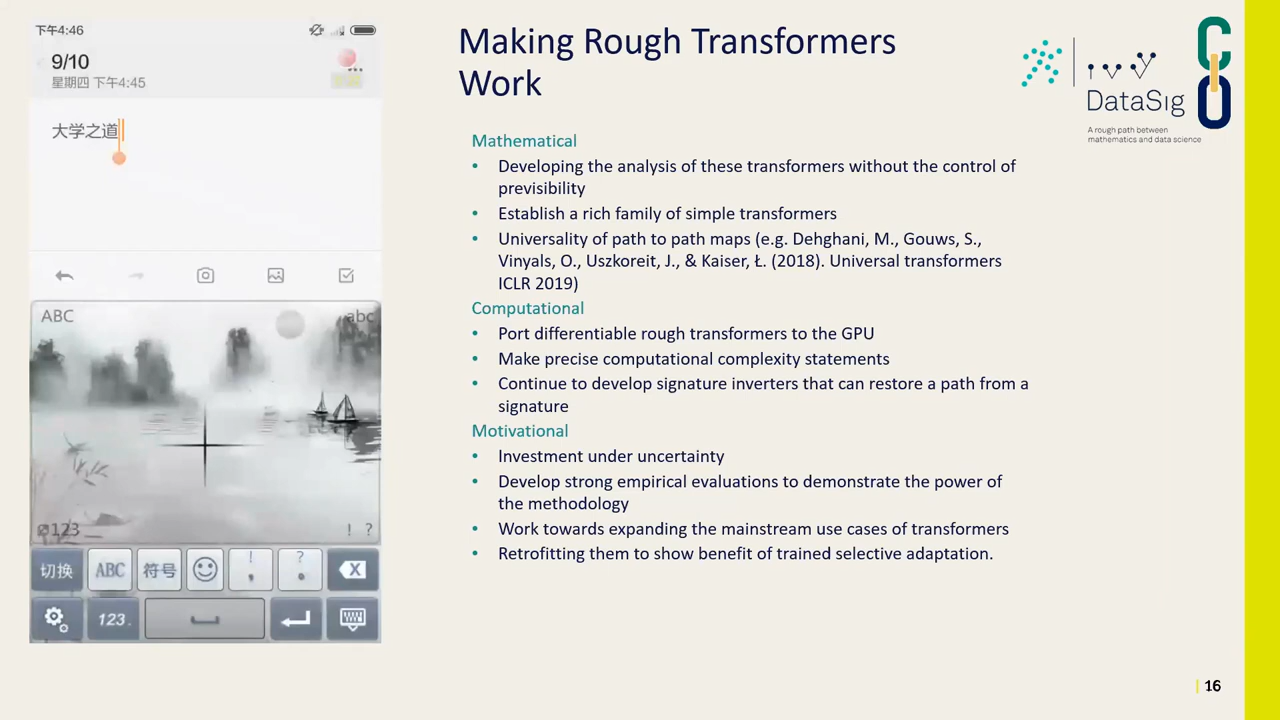 下午4:46
9/10
星期四 下午4:45
大学之道
ABC
abc
123
! ?
切换
ABC
符号
! ,
? 。
123.
Making Rough Transformers
Work
Mathematical
• Developing the analysis of these transformers without the control of
previsibility
• Establish a rich family of simple transformers
• Universality of path to path maps (e.g. Dehghani, M., Gouws, S.,
Vinyals, O., Uszkoreit, J., & Kaiser, Ł. (2018). Universal transformers
ICLR 2019)
Computational
• Port differentiable rough transformers to the GPU
• Make precise computational complexity statements
• Continue to develop signature inverters that can restore a path from a
signature
Motivational
• Investment under uncertainty
• Develop strong empirical evaluations to demonstrate the power of
the methodology
• Work towards expanding the mainstream use cases of transformers
• Retrofitting them to show benefit of trained selective adaptation.
DataSig
A rough path between
mathematics and data science
CO
16